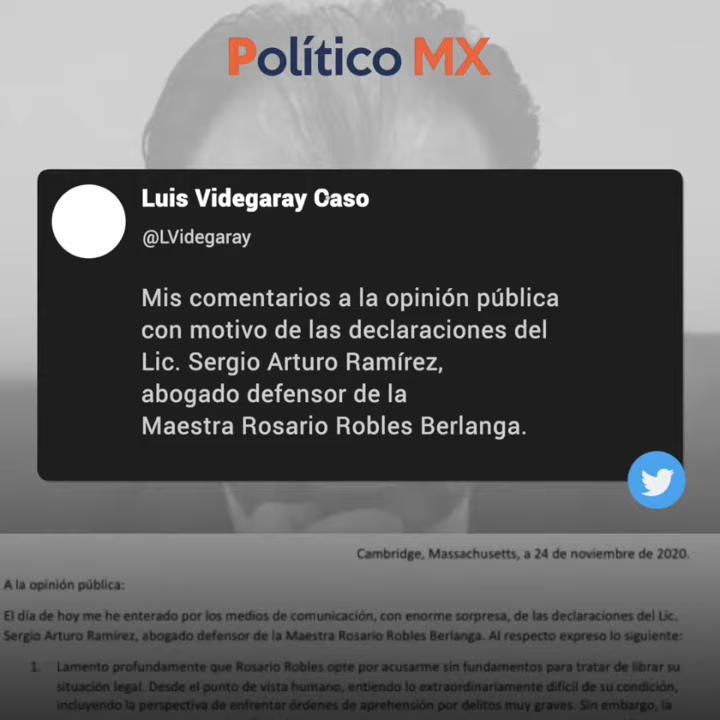 Político MX
Luis Videgaray Caso
@LVidegaray
Mis comentarios a la opinión pública
con motivo de las declaraciones del
Lic. Sergio Arturo Ramírez,
abogado defensor de la
Maestra Rosario Robles Berlanga.
Cambridge, Massachusetts, a 24 de noviembre de 2020.
A la opinión pública:
El día de hoy me he enterado por los medios de comunicación, con enorme sorpresa, de las declaraciones del Lic.
Sergio Arturo Ramírez, abogado defensor de la Maestra Rosario Robles Berlanga. Al respecto expreso lo siguiente:
1. Lamento profundamente que Rosario Robles opte por acusarme sin fundamentos para tratar de librar su
situación legal. Desde el punto de vista humano, entiendo lo extraordinariamente difícil de su condición,
incluyendo la perspectiva de enfrentar órdenes de aprehensión por delitos muy graves. Sin embargo, la